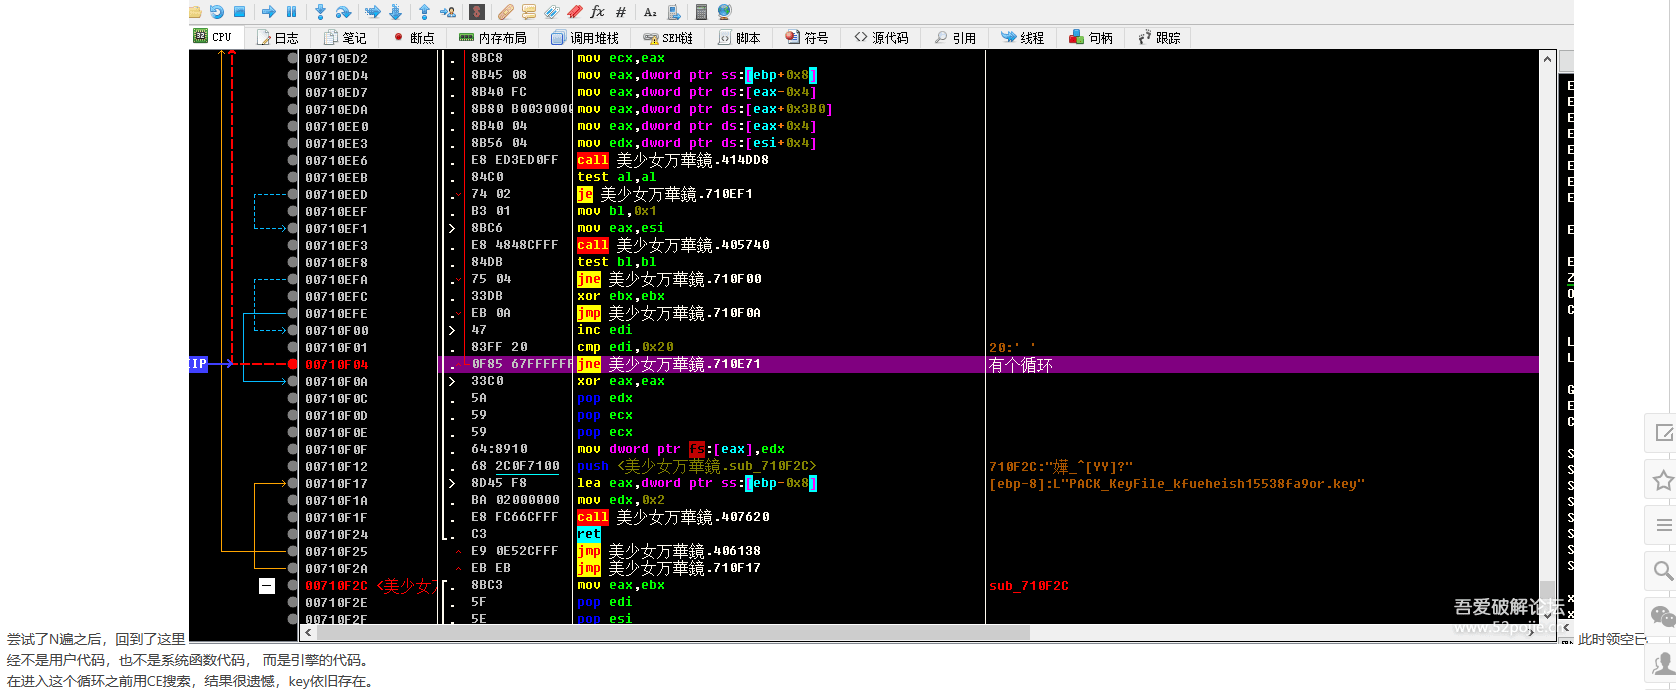 fx # A₂
CPU 日志 笔记 断点 内存布局 调用堆栈 SEH链 脚本 符号 源代码 引用 线程 句柄 跟踪
00710ED2 . 8BC8 mov ecx,eax
00710ED4 . 8B45 08 mov eax,dword ptr ss:[ebp+0x8]
00710ED7 . 8B40 FC mov eax,dword ptr ds:[eax-0x4]
00710EDA . 8B80 B0030000 mov eax,dword ptr ds:[eax+0x3B0]
00710EE0 . 8B40 04 mov eax,dword ptr ds:[eax+0x4]
00710EE3 . 8B56 04 mov edx,dword ptr ds:[esi+0x4]
00710EE6 . E8 ED3ED0FF call 美少女万華鏡.414DD8
00710EEB . 84C0 test al,al
00710EED . 74 02 je 美少女万華鏡.710EF1
00710EEF . B3 01 mov bl,0x1
00710EF1 > 8BC6 mov eax,esi
00710EF3 . E8 4848CFFF call 美少女万華鏡.405740
00710EF8 . 84DB test bl,bl
00710EFA . 75 04 jne 美少女万華鏡.710F00
00710EFC . 33DB xor ebx,ebx
00710EFE . EB 0A jmp 美少女万華鏡.710F0A
00710F00 > 47 inc edi
00710F01 . 83FF 20 cmp edi,0x20 20:' '
EIP 00710F04 . 0F85 67FFFFFF jne 美少女万華鏡.710E71 有个循环
00710F0A > 33C0 xor eax,eax
00710F0C . 5A pop edx
00710F0D . 59 pop ecx
00710F0E . 59 pop ecx
00710F0F . 64:8910 mov dword ptr fs:[eax],edx
00710F12 . 68 2C0F7100 push <美少女万華鏡.sub_710F2C> 710F2C:"嬅_^[YY]?"
00710F17 > 8D45 F8 lea eax,dword ptr ss:[ebp-0x8] [ebp-8]:L"PACK_KeyFile_kfueheish15538fa9or.key"
00710F1A . BA 02000000 mov edx,0x2
00710F1F . E8 FC66CFFF call 美少女万華鏡.407620
00710F24 . C3 ret
00710F25 E9 0E52CFFF jmp 美少女万華鏡.406138
00710F2A EB EB jmp 美少女万華鏡.710F17
00710F2C <美少女万 . 8BC3 mov eax,ebx sub_710F2C
00710F2E . 5F pop edi
00710F2F . 5E pop esi
吾爱破解论坛
www.52pojie.cn
尝试了N遍之后，回到了这里 此时领空已
经不是用户代码，也不是系统函数代码， 而是引擎的代码。
在进入这个循环之前用CE搜索，结果很遗憾，key依旧存在。